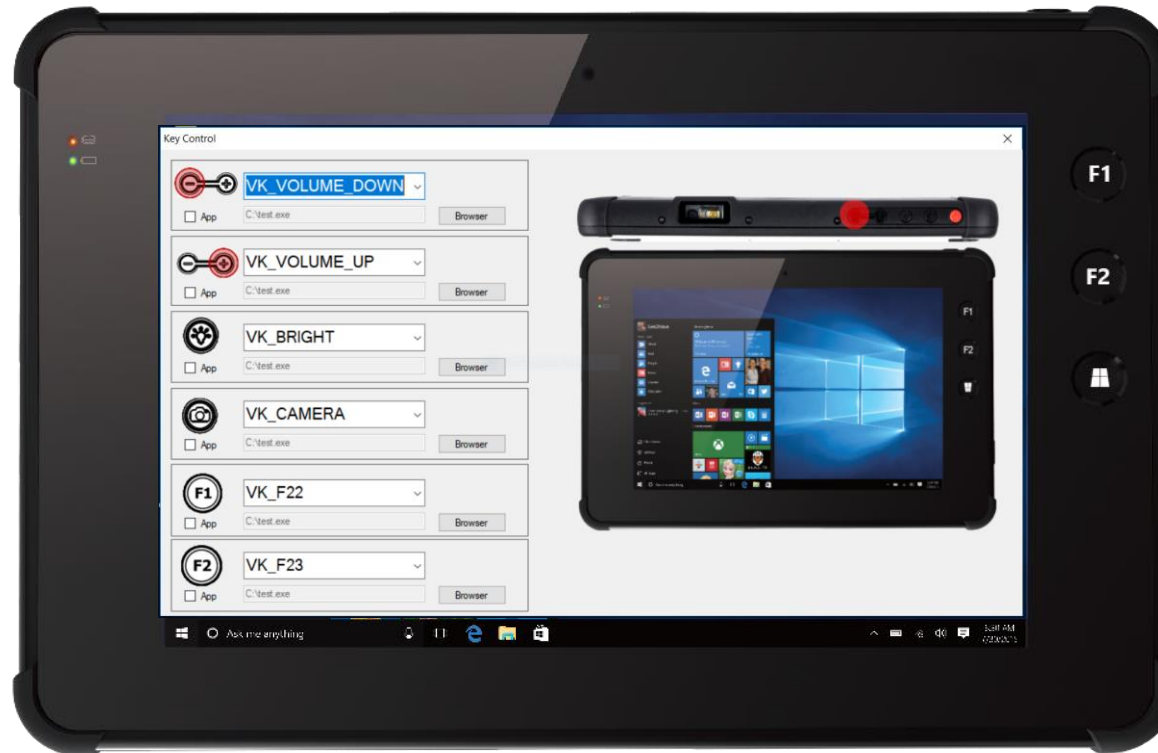 Key Control
VK_VOLUME_DOWN
App
C:\test.exe
Browser
VK_VOLUME_UP
App
C:\test.exe
Browser
VK_BRIGHT
App
C:\test.exe
Browser
VK_CAMERA
App
C:\test.exe
Browser
F1
VK_F22
App
C:\test.exe
Browser
F2
VK_F23
App
C:\test.exe
Browser
F1
F2
Ask me anything
F1
F2